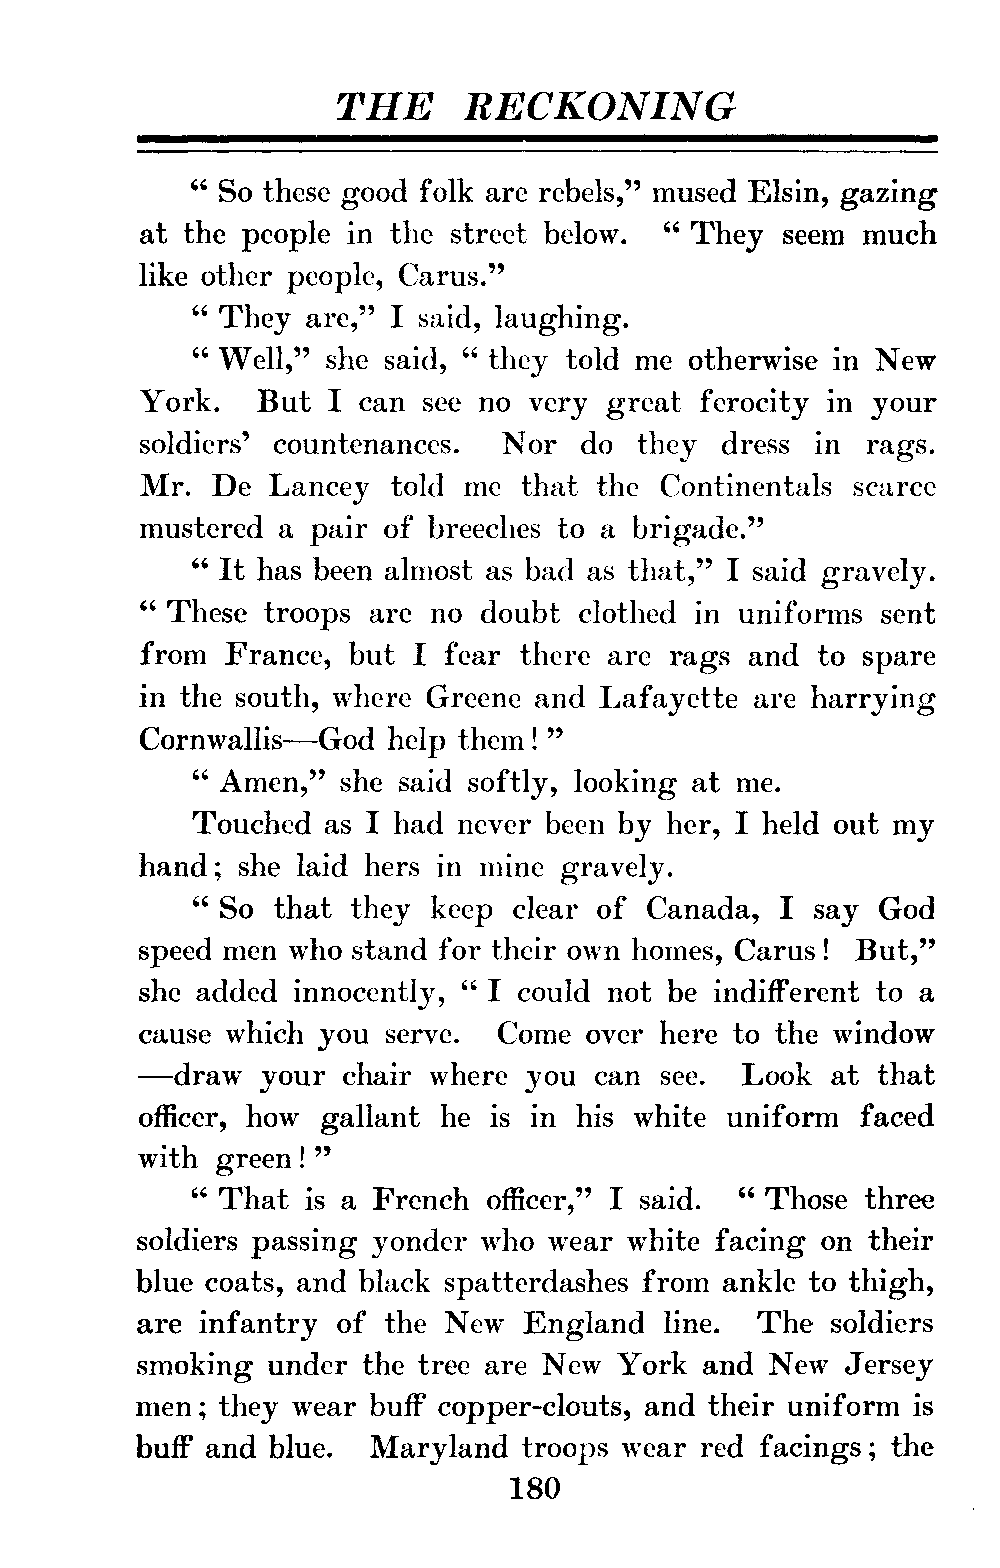 THE RECKONING
“ So these good folk are rebels,” mused Elsin, gazing
at the people in the street below. “ They seem much
like other people, Carus.”
“ They are,” I said, laughing.
“ Well,” she said, “ they told me otherwise in New
York. But I can see no very great ferocity in your
soldiers’ countenances. Nor do they dress in rags.
Mr. De Lancey told me that the Continentals scarce
mustered a pair of breeches to a brigade.”
“ It has been almost as bad as that,” I said gravely.
“ These troops are no doubt clothed in uniforms sent
from France, but I fear there are rags and to spare
in the south, where Greene and Lafayette are harrying
Cornwallis—God help them! ”
“ Amen,” she said softly, looking at me.
Touched as I had never been by her, I held out my
hand; she laid hers in mine gravely.
“ So that they keep clear of Canada, I say God
speed men who stand for their own homes, Carus! But,”
she added innocently, “ I could not be indifferent to a
cause which you serve. Come over here to the window
—draw your chair where you can see. Look at that
officer, how gallant he is in his white uniform faced
with green! ”
“ That is a French officer,” I said. “ Those three
soldiers passing yonder who wear white facing on their
blue coats, and black spatterdashes from ankle to thigh,
are infantry of the New England line. The soldiers
smoking under the tree are New York and New Jersey
men; they wear buff copper-clouts, and their uniform is
buff and blue. Maryland troops wear red facings; the
180